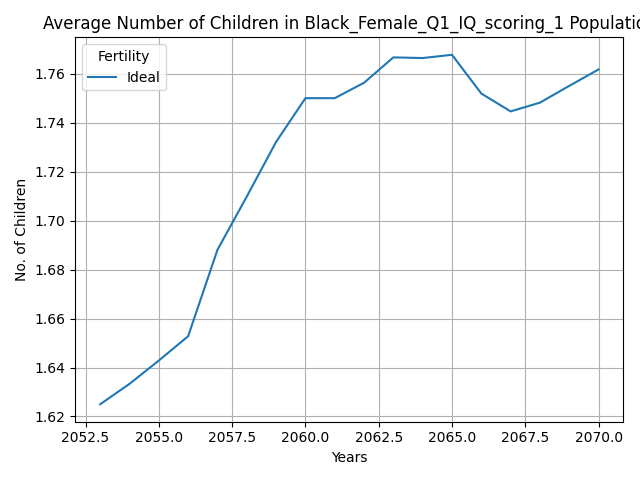 Average Number of Children in Black_Female_Q1_IQ_scoring_1 Populatio
Fertility
Ideal
1.76
1.74
1.72
1.70
1.68
1.66
1.64
1.62
No. of Children
2052.5 2055.0 2057.5 2060.0 2062.5 2065.0 2067.5 2070.0
Years